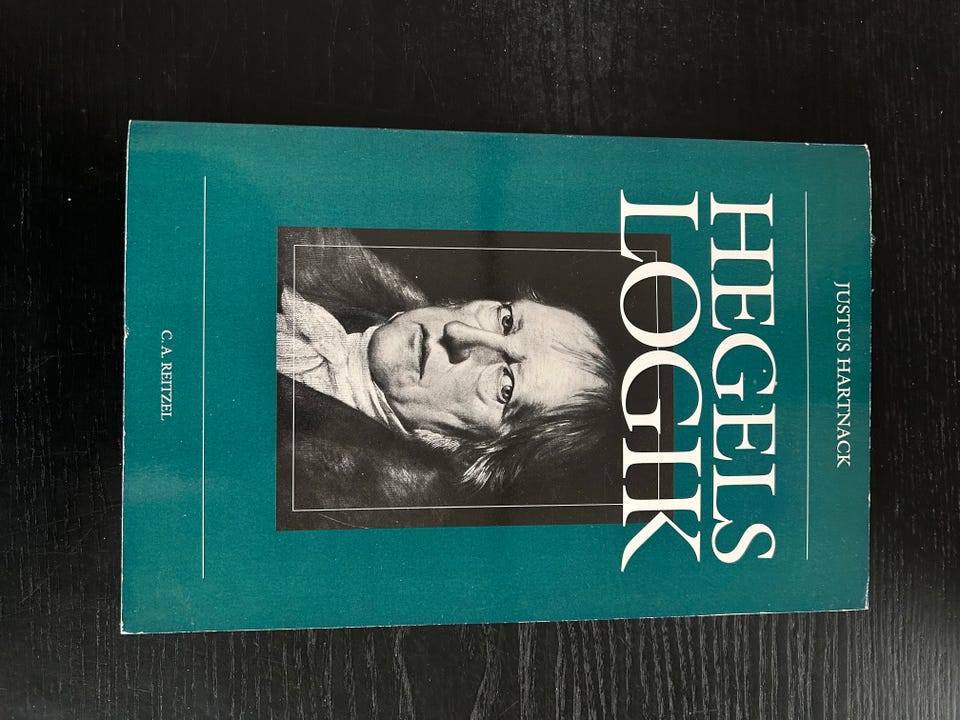 JUSTUS HARTNACK
HEGELS
LOGIK
C. A. REITZEL